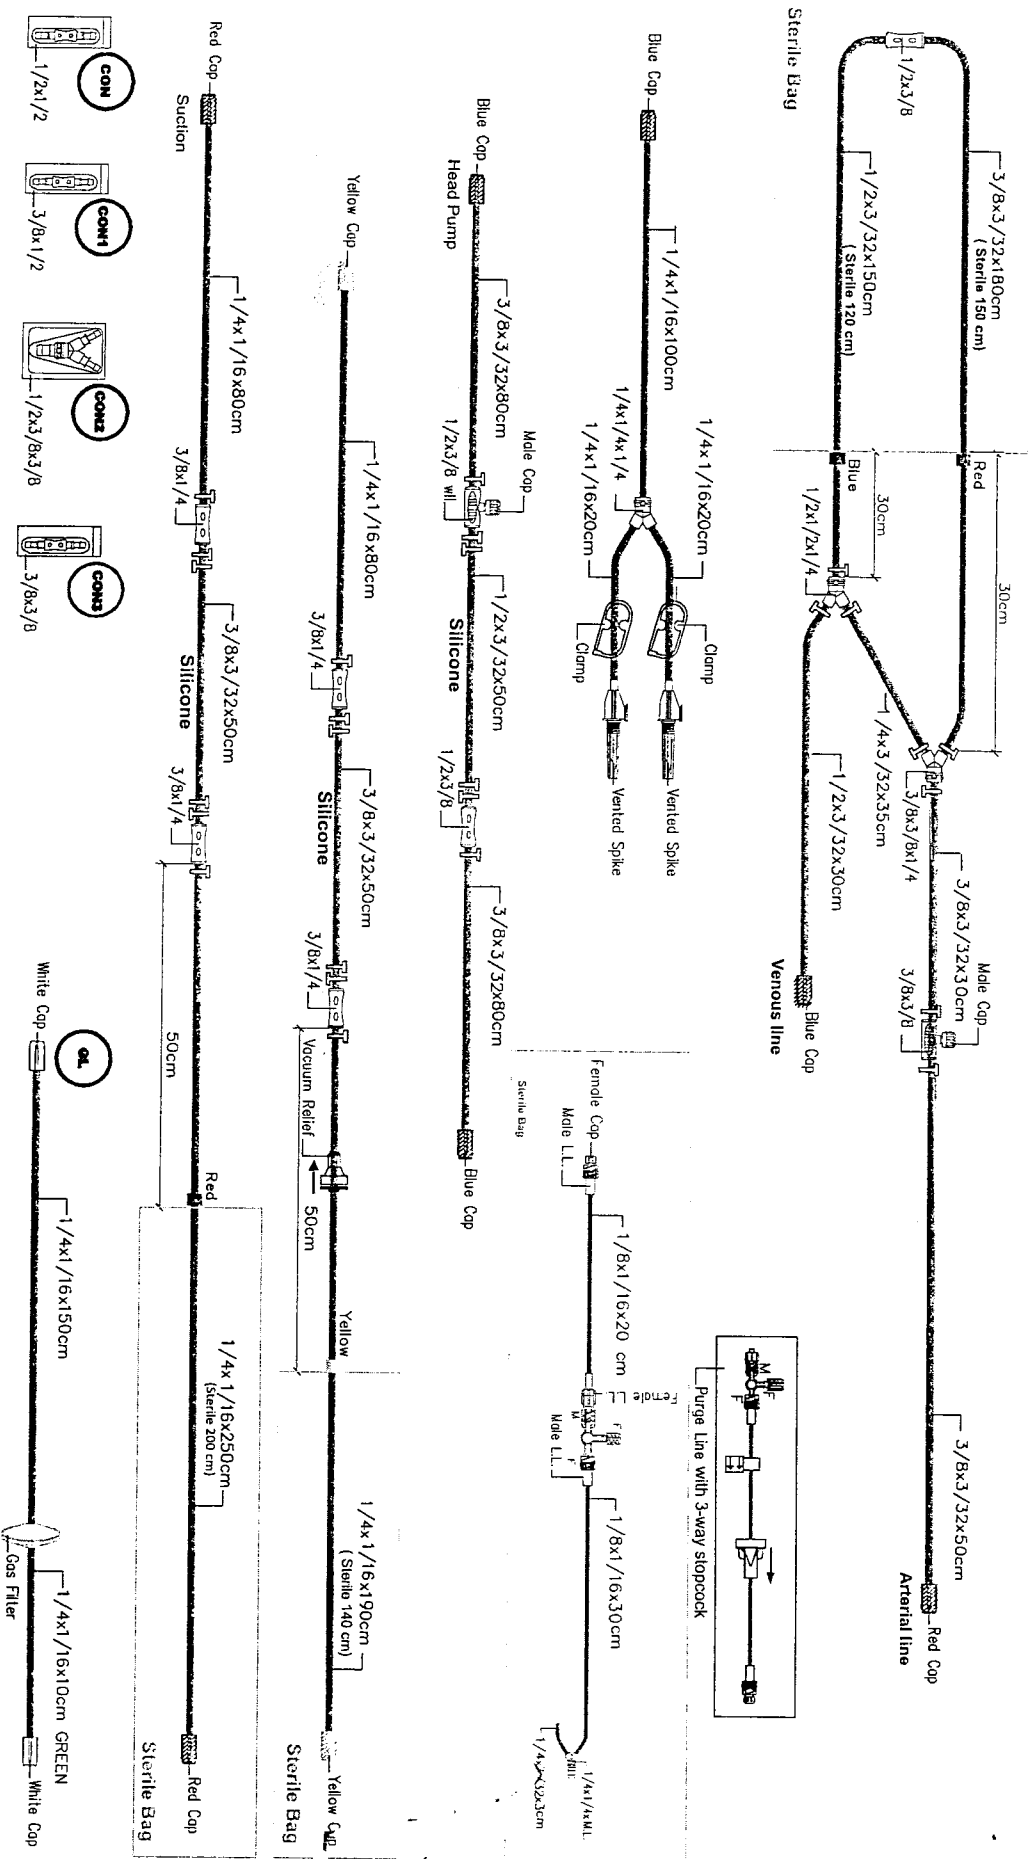 Sterile Bag
1/2x3/8
3/8x3/32x180cm
( Sterile 150 cm)
1/2x3/32x150cm
( Sterile 120 cm)
Red
Blue
30cm
30cm
1/2x1/2x1/4
1/4x3/32x35cm
3/8x3/8x1/4
1/2x3/32x30cm
Venous line
Blue Cap
3/8x3/32x30cm
Male Cap
3/8x3/8
3/8x3/32x50cm
Arterial line
Red Cap
Blue Cap
1/4x1/16x100cm
1/4x1/4x1/4
1/4x1/16x20cm
1/4x1/16x20cm
Clamp
Clamp
Vented Spike
Vented Spike
Purge Line with 3-way stopcock
M
F
F
Sterile Bag
Female Cap
Male L.L.
1/8x1/16x20 cm
Female LL
M
F
F
Male L.L.
1/8x1/16x30cm
1/4x1/4xM.L.
Blue Cap
Head Pump
3/8x3/32x80cm
Male Cap
1/2x3/8 wll
1/2x3/32x50cm
Silicone
1/2x3/8
3/8x3/32x80cm
Blue Cap
Yellow Cap
1/4x1/16x80cm
3/8x1/4
3/8x3/32x50cm
Silicone
3/8x1/4
Vacuum Relief
50cm
Yellow
1/4x1/16x190cm
( Sterile 140 cm)
Yellow Cap
Sterile Bag
Red Cap
Suction
1/4x1/16x80cm
3/8x1/4
3/8x3/32x50cm
Silicone
3/8x1/4
50cm
Red
1/4x1/16x250cm
(Sterile 200 cm)
Red Cap
Sterile Bag
CON
1/2x1/2
CON1
3/8x1/2
CON2
1/2x3/8x3/8
CON3
3/8x3/8
GL
White Cap
1/4x1/16x150cm
Gas Filter
1/4x1/16x10cm GREEN
White Cap